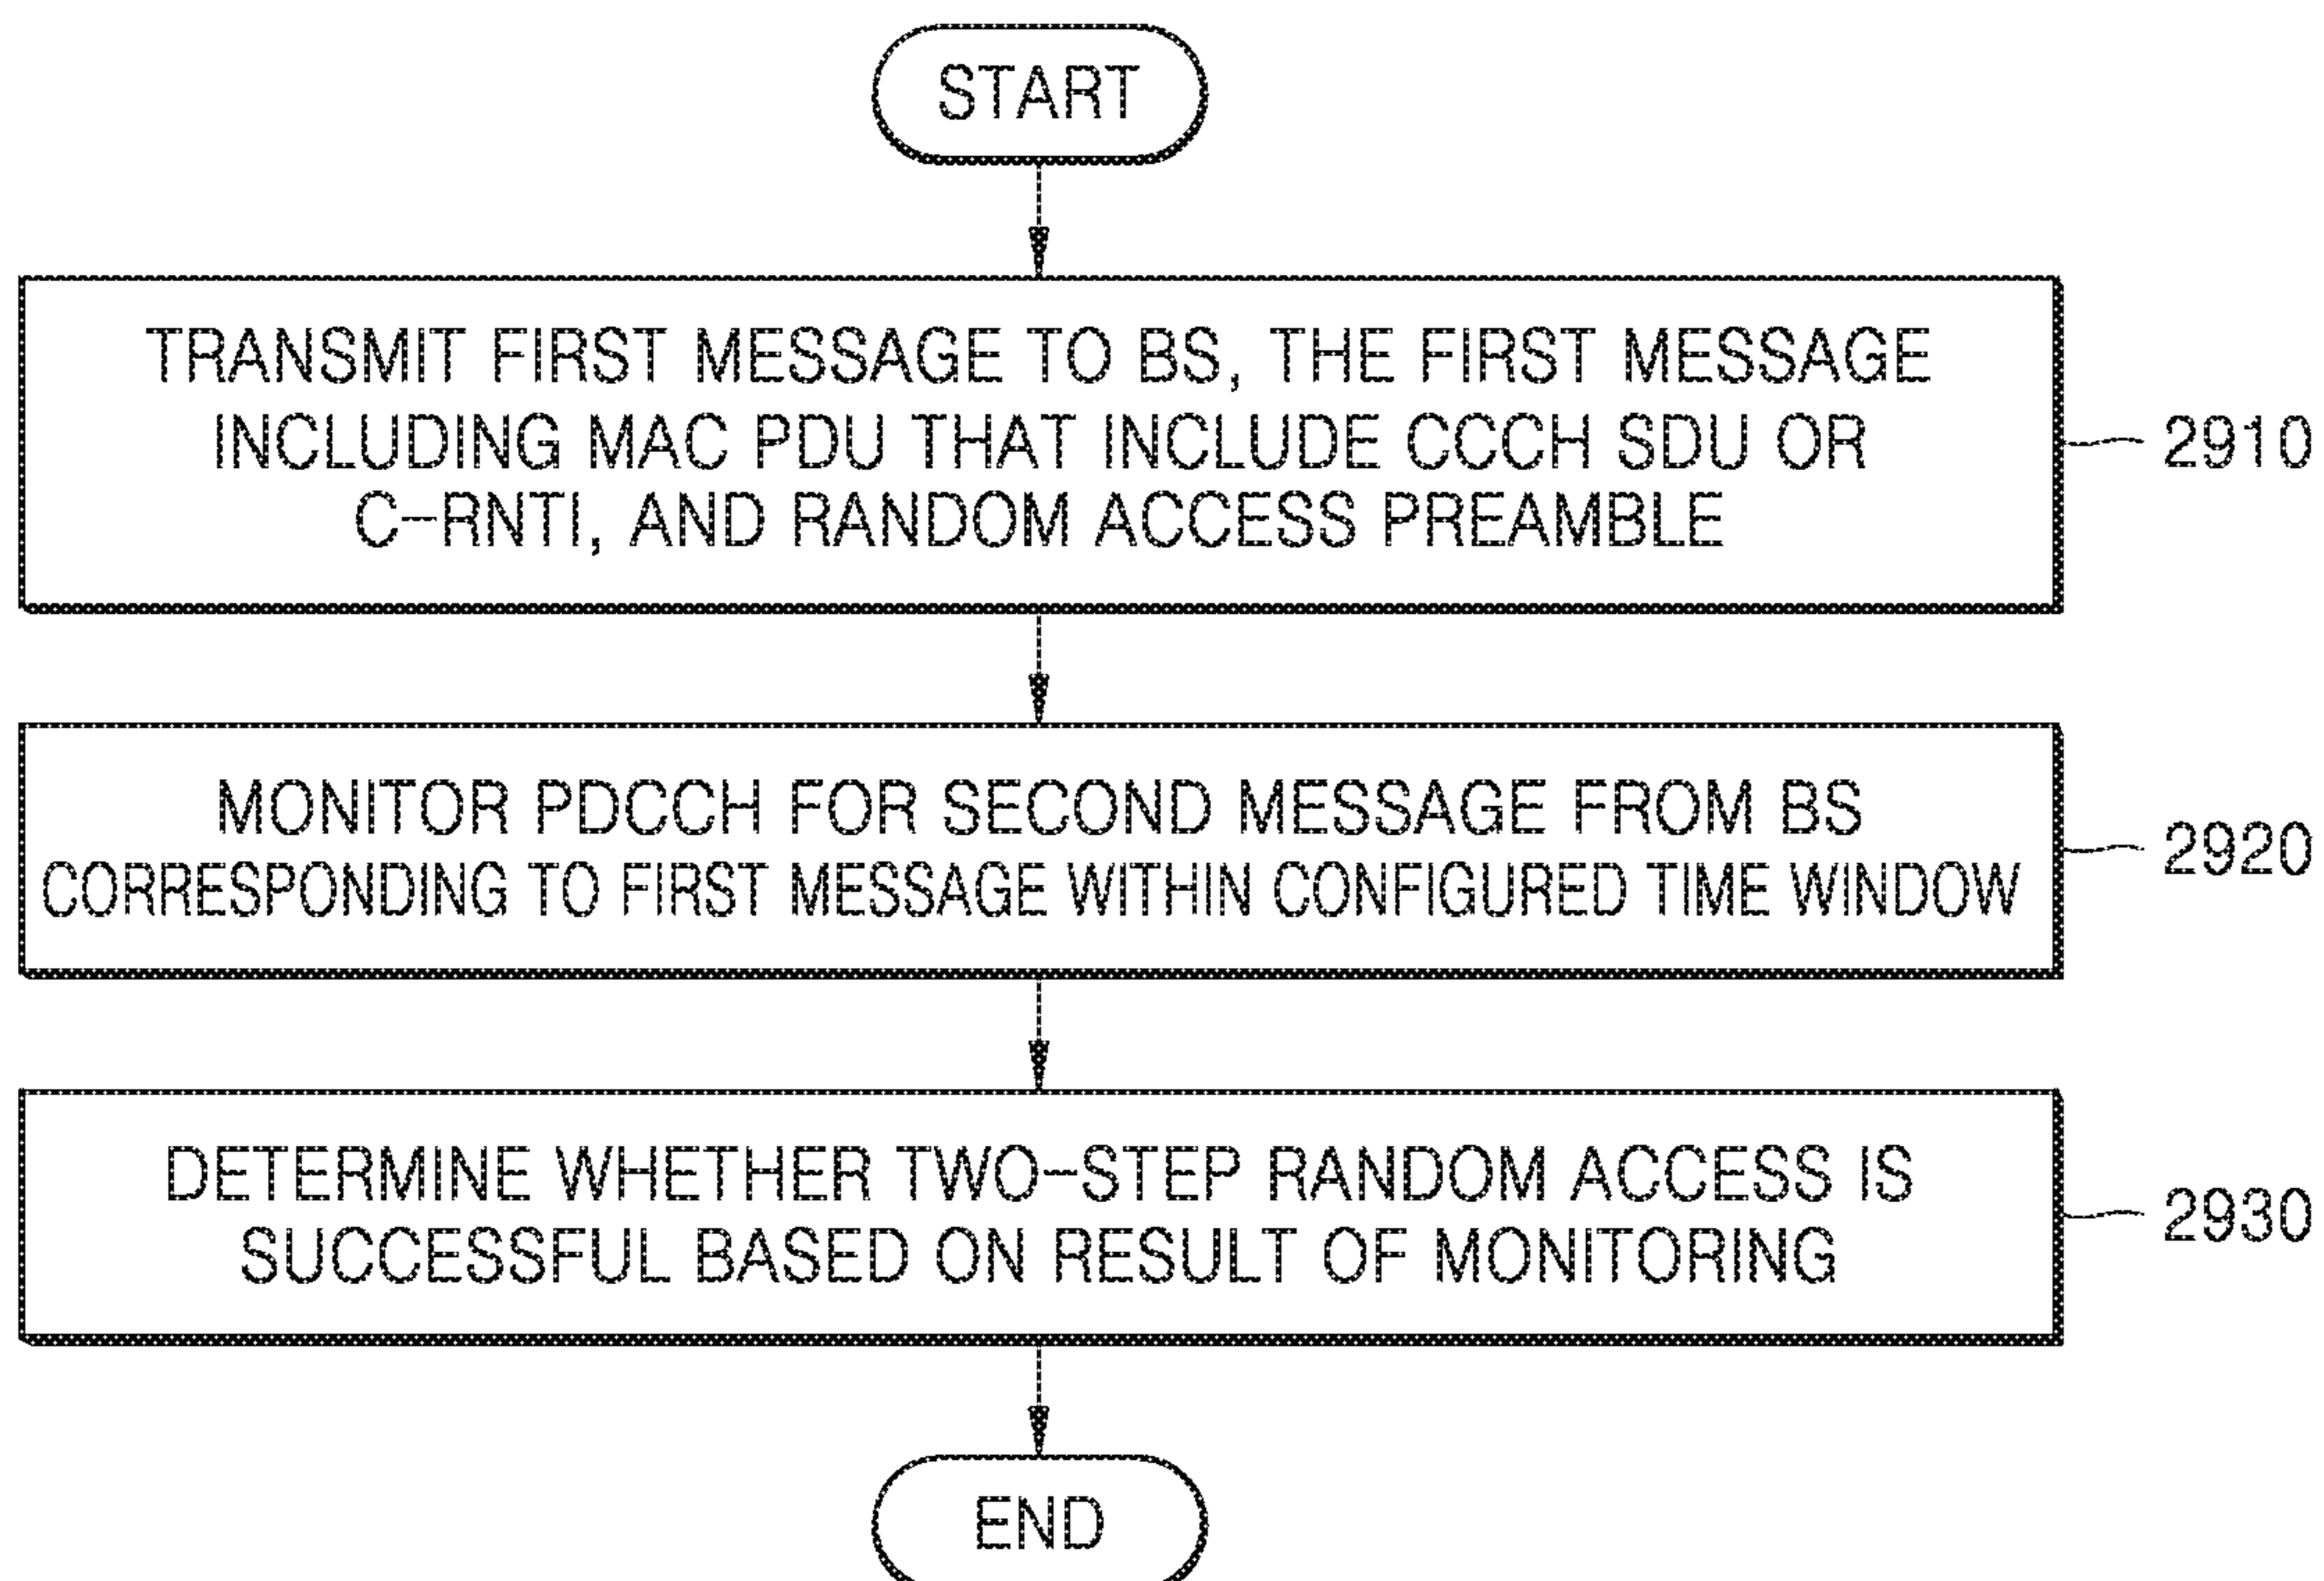 START
TRANSMIT FIRST MESSAGE TO BS, THE FIRST MESSAGE
INCLUDING MAC PDU THAT INCLUDE CCCH SDU OR
C-RNTI, AND RANDOM ACCESS PREAMBLE
2910
MONITOR PDCCH FOR SECOND MESSAGE FROM BS
CORRESPONDING TO FIRST MESSAGE WITHIN CONFIGURED TIME WINDOW
2920
DETERMINE WHETHER TWO-STEP RANDOM ACCESS IS
SUCCESSFUL BASED ON RESULT OF MONITORING
2930
END